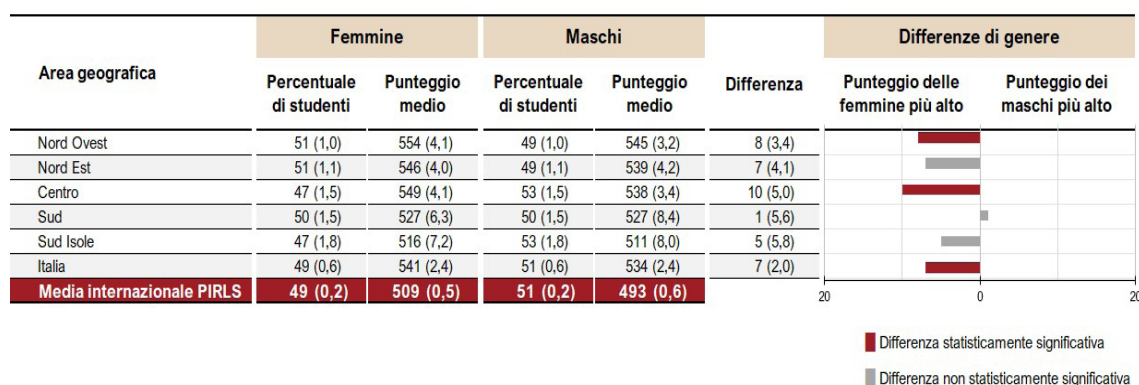 Femmine Maschi Differenze di genere
Area geografica Percentuale di studenti Punteggio medio Percentuale di studenti Punteggio medio Differenza Punteggio delle femmine più alto Punteggio dei maschi più alto
Nord Ovest 51 (1,0) 554 (4,1) 49 (1,0) 545 (3,2) 8 (3,4)
Nord Est 51 (1,1) 546 (4,0) 49 (1,1) 539 (4,2) 7 (4,1)
Centro 47 (1,5) 549 (4,1) 53 (1,5) 538 (3,4) 10 (5,0)
Sud 50 (1,5) 527 (6,3) 50 (1,5) 527 (8,4) 1 (5,6)
Sud Isole 47 (1,8) 516 (7,2) 53 (1,8) 511 (8,0) 5 (5,8)
Italia 49 (0,6) 541 (2,4) 51 (0,6) 534 (2,4) 7 (2,0)
Media internazionale PIRLS 49 (0,2) 509 (0,5) 51 (0,2) 493 (0,6)
20 0 20
Differenza statisticamente significativa
Differenza non statisticamente significativa